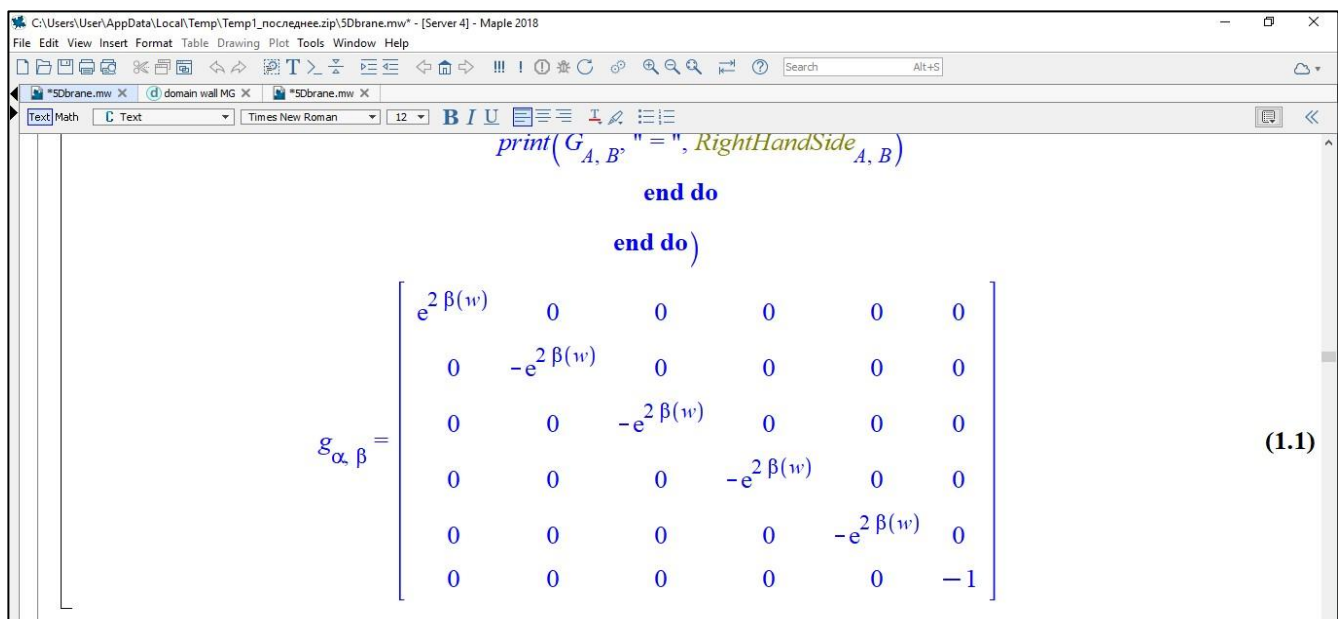 C:\Users\User\AppData\Local\Temp\Temp1_последнее.zip\5Dbrane.mw* - [Server 4] - Maple 2018
File Edit View Insert Format Table Drawing Plot Tools Window Help
Search Alt+S
*5Dbrane.mw X domain wall MG X *5Dbrane.mw X
Text Math C Text Times New Roman 12 B I U
print(G_{A, B}, " = ", RightHandSide_{A, B})
end do
end do)
e^{2 β(w)} 0 0 0 0 0
0 -e^{2 β(w)} 0 0 0 0
0 0 -e^{2 β(w)} 0 0 0
g_{α, β} = (1.1)
0 0 0 -e^{2 β(w)} 0 0
0 0 0 0 -e^{2 β(w)} 0
0 0 0 0 0 -1